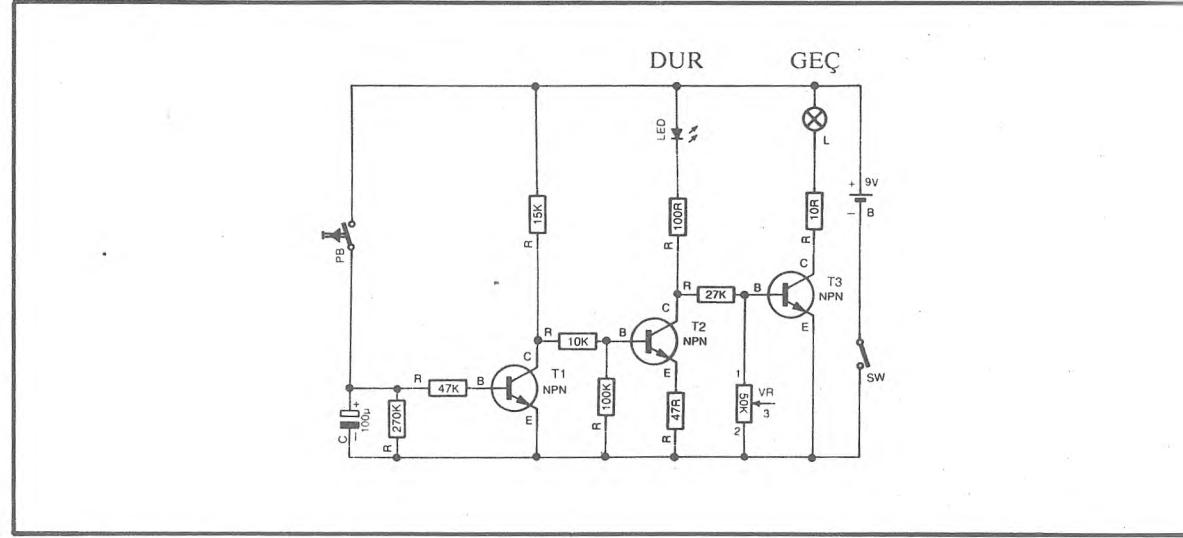 DUR GEÇ
LED
L
+ 9V
− B
15K
R
100R
R
10R
R
PB
C
T3
NPN
B
E
R
27K
C
T2
NPN
B
E
R
10K
C
T1
NPN
B
E
R
47K
100K
R
47R
R
1
50K
VR
3
2
SW
+
100µ
−
C
270K
R